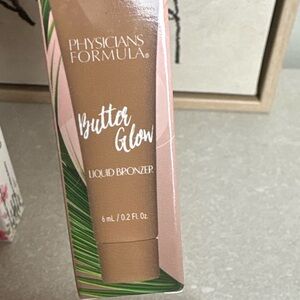 PHYSICIANS
FORMULA®
Butter
Glow
LIQUID BRONZER
6 mL / 0.2 Fl. Oz.